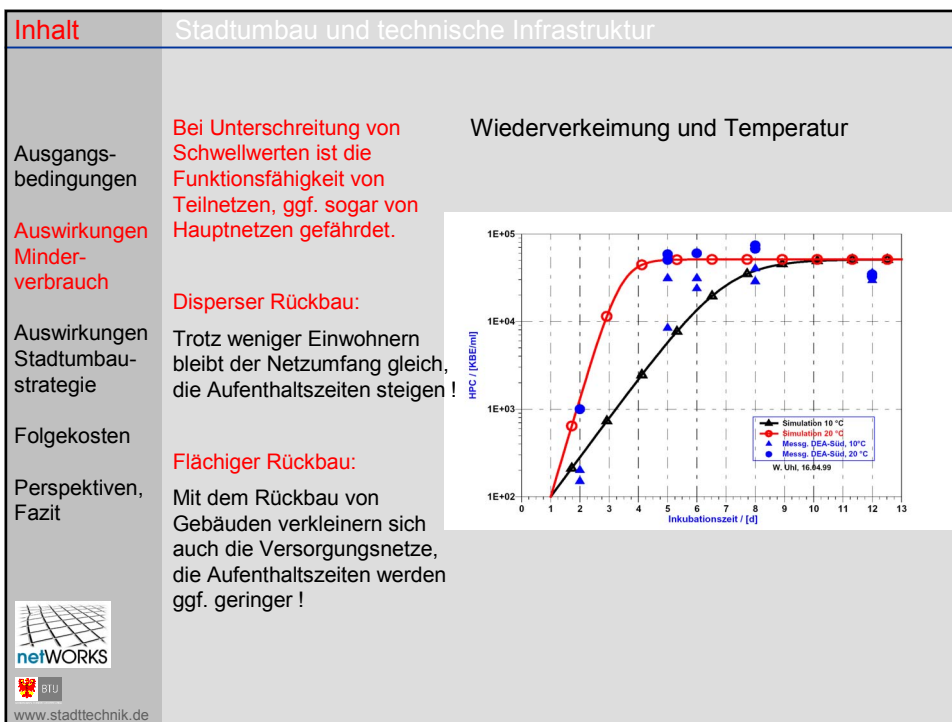 Inhalt
Stadtumbau und technische Infrastruktur
Ausgangs-
bedingungen
Auswirkungen
Minder-
verbrauch
Auswirkungen
Stadtumbau-
strategie
Folgekosten
Perspektiven,
Fazit
netWORKS
BTU
www.stadttechnik.de
Bei Unterschreitung von
Schwellwerten ist die
Funktionsfähigkeit von
Teilnetzen, ggf. sogar von
Hauptnetzen gefährdet.
Disperser Rückbau:
Trotz weniger Einwohnern
bleibt der Netzumfang gleich,
die Aufenthaltszeiten steigen !
Flächiger Rückbau:
Mit dem Rückbau von
Gebäuden verkleinern sich
auch die Versorgungsnetze,
die Aufenthaltszeiten werden
ggf. geringer !
Wiederverkeimung und Temperatur
HPC / [KBE/ml]
1E+05
1E+04
1E+03
1E+02
Simulation 10 °C
Simulation 20 °C
Messg. DEA-Süd, 10°C
Messg. DEA-Süd, 20 °C
W. Uhl, 16.04.99
0 1 2 3 4 5 6 7 8 9 10 11 12 13
Inkubationszeit / [d]